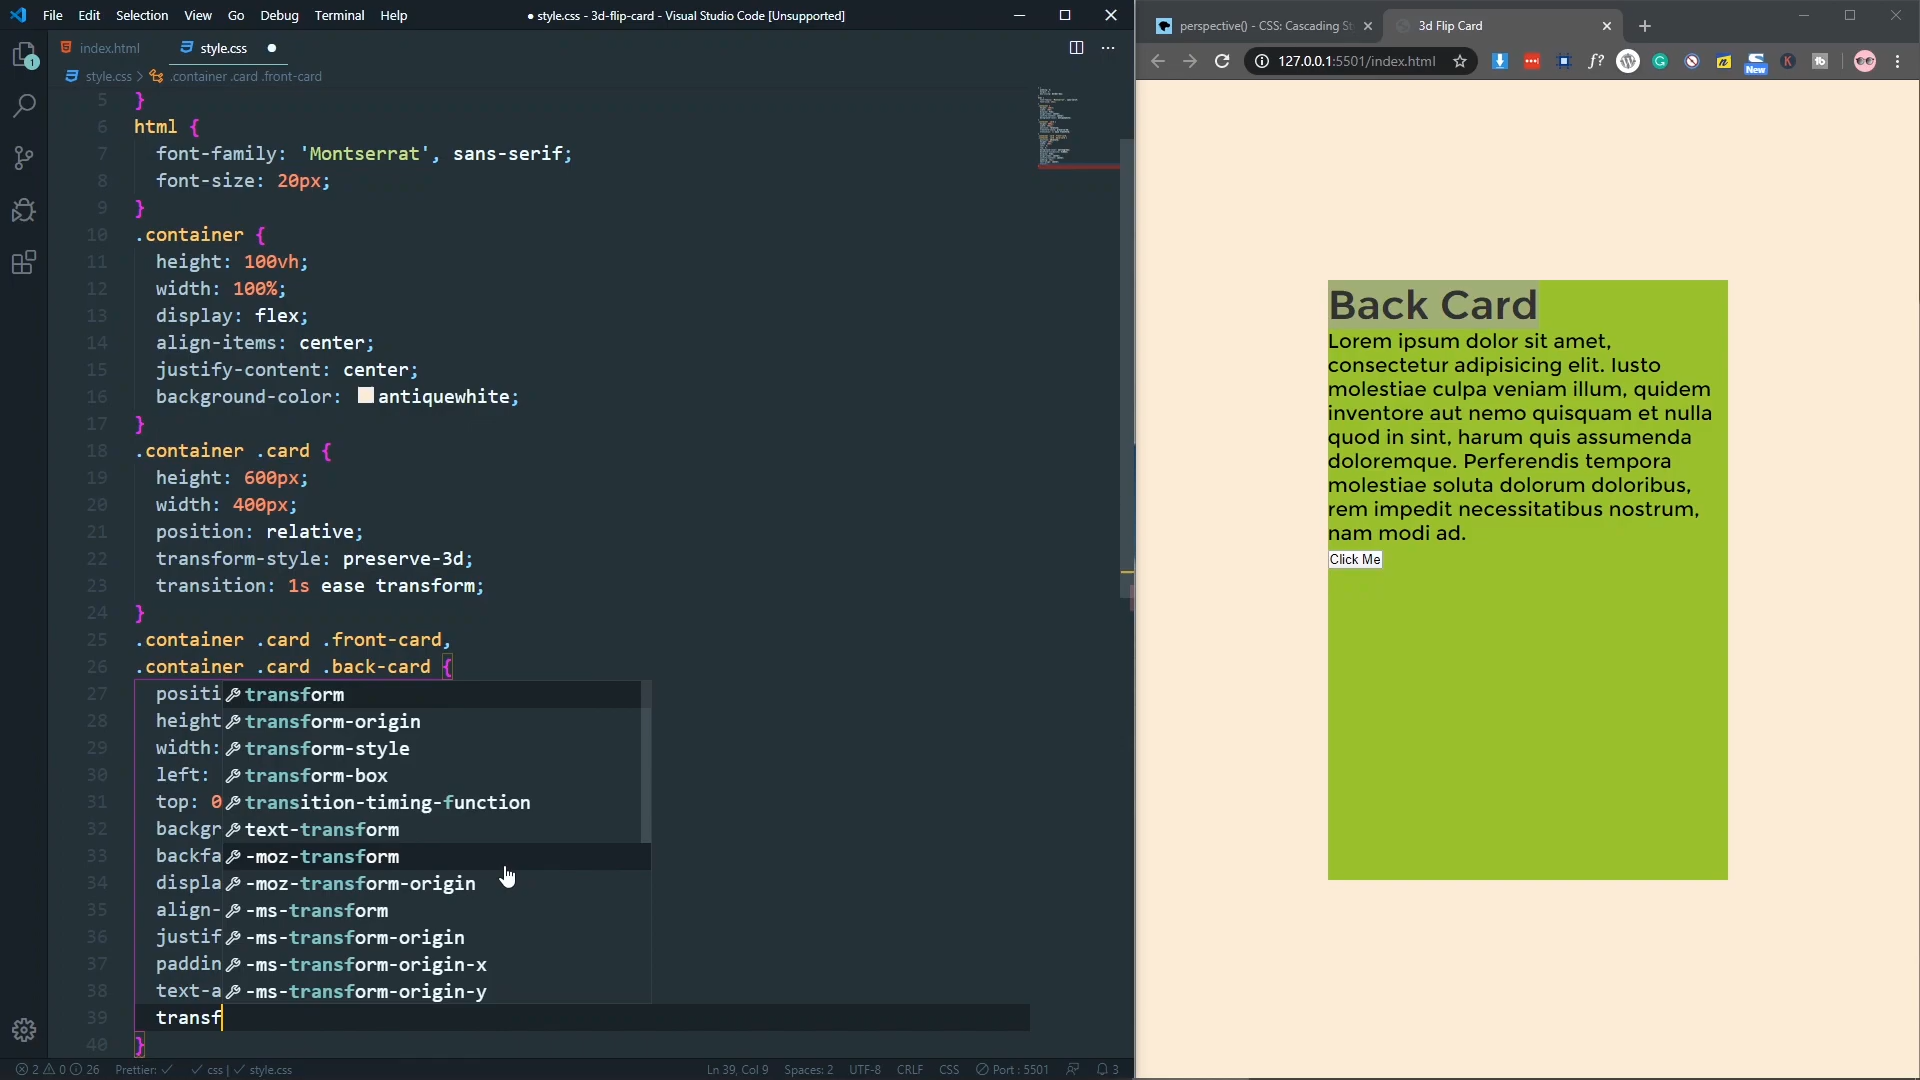 File Edit Selection View Go Debug Terminal Help
● style.css - 3d-flip-card - Visual Studio Code [Unsupported]
index.html
style.css
style.css > .container .card .front-card
5 }
6 html {
7 font-family: 'Montserrat', sans-serif;
8 font-size: 20px;
9 }
10 .container {
11 height: 100vh;
12 width: 100%;
13 display: flex;
14 align-items: center;
15 justify-content: center;
16 background-color: antiquewhite;
17 }
18 .container .card {
19 height: 600px;
20 width: 400px;
21 position: relative;
22 transform-style: preserve-3d;
23 transition: 1s ease transform;
24 }
25 .container .card .front-card,
26 .container .card .back-card {
27 positi
28 height
29 width:
30 left:
31 top: 0
32 backgr
33 backfa
34 displa
35 align-
36 justif
37 paddin
38 text-a
39 transf
40 }
transform
transform-origin
transform-style
transform-box
transition-timing-function
text-transform
-moz-transform
-moz-transform-origin
-ms-transform
-ms-transform-origin
-ms-transform-origin-x
-ms-transform-origin-y
1
2 0 26 Prettier: ✓ ✓ css | ✓ style.css
Ln 39, Col 9 Spaces: 2 UTF-8 CRLF CSS Port : 5501 3
perspective() - CSS: Cascading St
3d Flip Card
127.0.0.1:5501/index.html
f?
New
K
Back Card
Lorem ipsum dolor sit amet,
consectetur adipisicing elit. Iusto
molestiae culpa veniam illum, quidem
inventore aut nemo quisquam et nulla
quod in sint, harum quis assumenda
doloremque. Perferendis tempora
molestiae soluta dolorum doloribus,
rem impedit necessitatibus nostrum,
nam modi ad.
Click Me